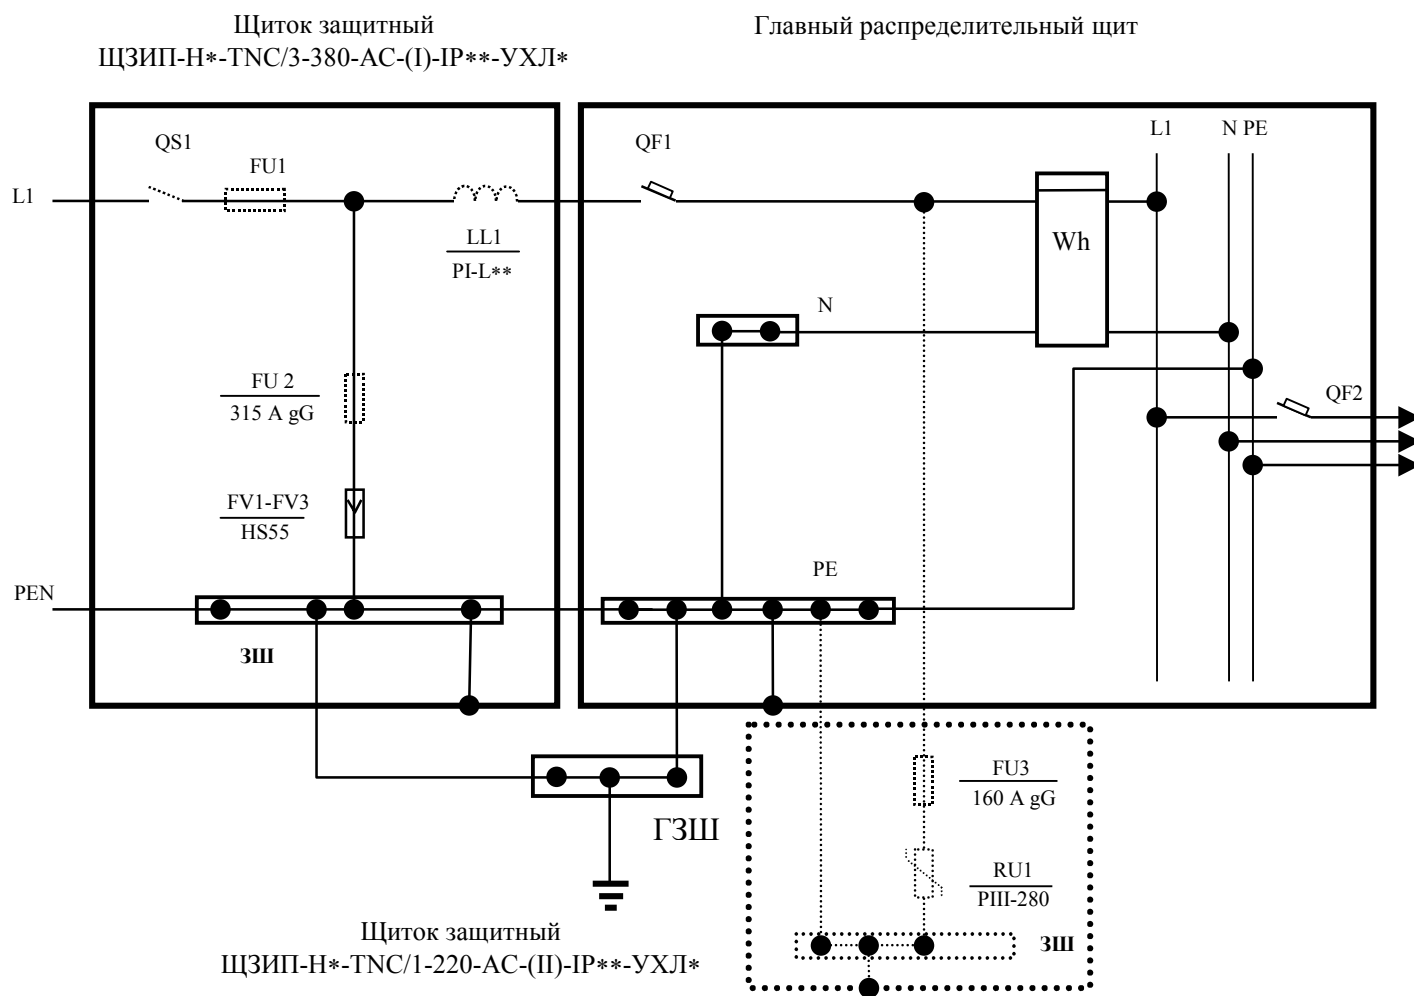 Щиток защитный
ЩЗИП-Н*-TNC/3-380-АС-(I)-IP**-УХЛ*
Главный распределительный щит
QS1
FU1
L1
LL1
PI-L**
QF1
L1
N PE
Wh
N
FU 2
315 A gG
QF2
FV1-FV3
HS55
PEN
PE
ЗШ
ГЗШ
FU3
160 A gG
RU1
PIII-280
ЗШ
Щиток защитный
ЩЗИП-Н*-TNC/1-220-АС-(II)-IP**-УХЛ*